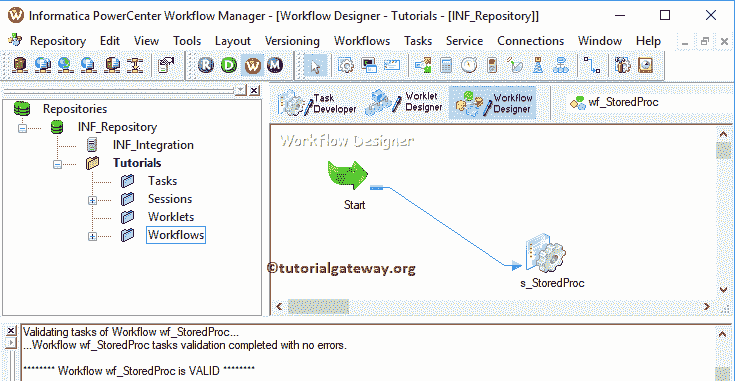 Informatica PowerCenter Workflow Manager - [Workflow Designer - Tutorials - [INF_Repository]]
Repository Edit View Tools Layout Versioning Workflows Tasks Service Connections Window Help
R D W M
Repositories
INF_Repository
INF_Integration
Tutorials
Tasks
Sessions
Worklets
Workflows
Task Developer
Worklet Designer
Workflow Designer
wf_StoredProc
Workflow Designer
Start
©tutorialgateway.org
s_StoredProc
Validating tasks of Workflow wf_StoredProc...
...Workflow wf_StoredProc tasks validation completed with no errors.
******** Workflow wf_StoredProc is VALID ********